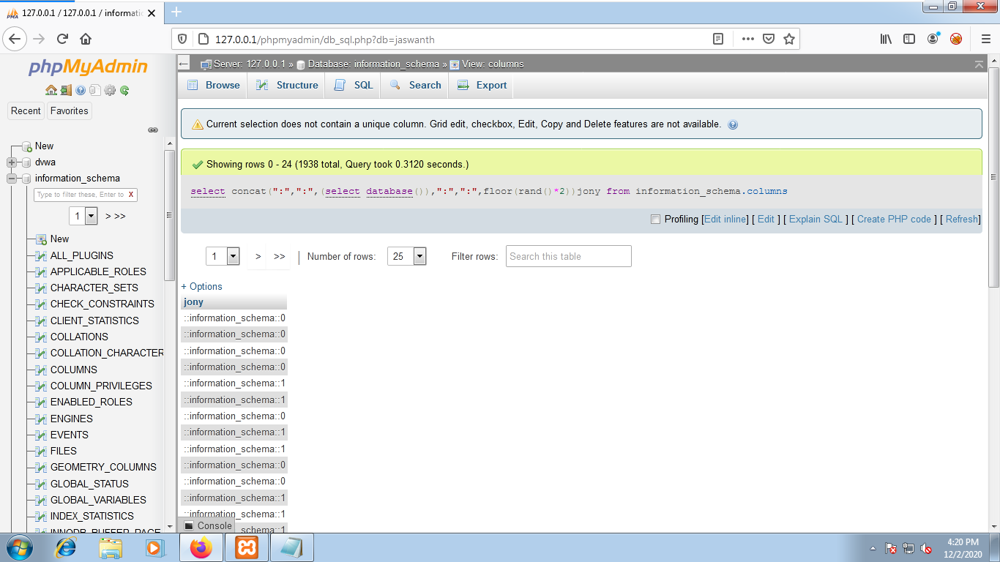 127.0.0.1 / 127.0.0.1 / informati
127.0.0.1/phpmyadmin/db_sql.php?db=jaswanth
phpMyAdmin
Recent
Favorites
New
dvwa
information_schema
Type to filter these, Enter to X
1 > >>
New
ALL_PLUGINS
APPLICABLE_ROLES
CHARACTER_SETS
CHECK_CONSTRAINTS
CLIENT_STATISTICS
COLLATIONS
COLLATION_CHARACTER
COLUMNS
COLUMN_PRIVILEGES
ENABLED_ROLES
ENGINES
EVENTS
FILES
GEOMETRY_COLUMNS
GLOBAL_STATUS
GLOBAL_VARIABLES
INDEX_STATISTICS
INNODB_BUFFER_PAGE
Server: 127.0.0.1 » Database: information_schema » View: columns
Browse Structure SQL Search Export
Current selection does not contain a unique column. Grid edit, checkbox, Edit, Copy and Delete features are not available.
Showing rows 0 - 24 (1938 total, Query took 0.3120 seconds.)
select concat(":",":",(select database()),":",":",floor(rand()*2))jony from information_schema.columns
Profiling [Edit inline] [ Edit ] [ Explain SQL ] [ Create PHP code ] [ Refresh]
1 > >> | Number of rows: 25 Filter rows: Search this table
+ Options
jony
::information_schema::0
::information_schema::0
::information_schema::0
::information_schema::0
::information_schema::1
::information_schema::1
::information_schema::0
::information_schema::1
::information_schema::1
::information_schema::0
::information_schema::0
::information_schema::1
::information_schema::1
_schema::1
Console
4:20 PM
12/2/2020